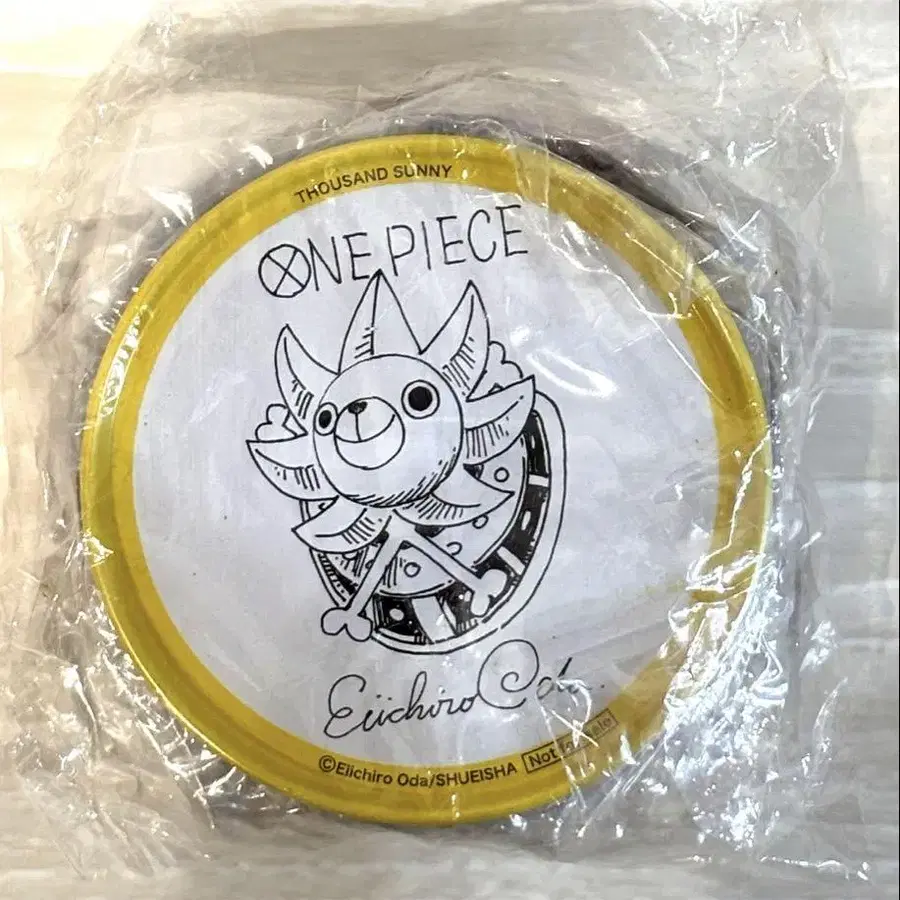 THOUSAND SUNNY
ONE PIECE
Eiichiro Oda
©Eiichiro Oda/SHUEISHA Not for Sale